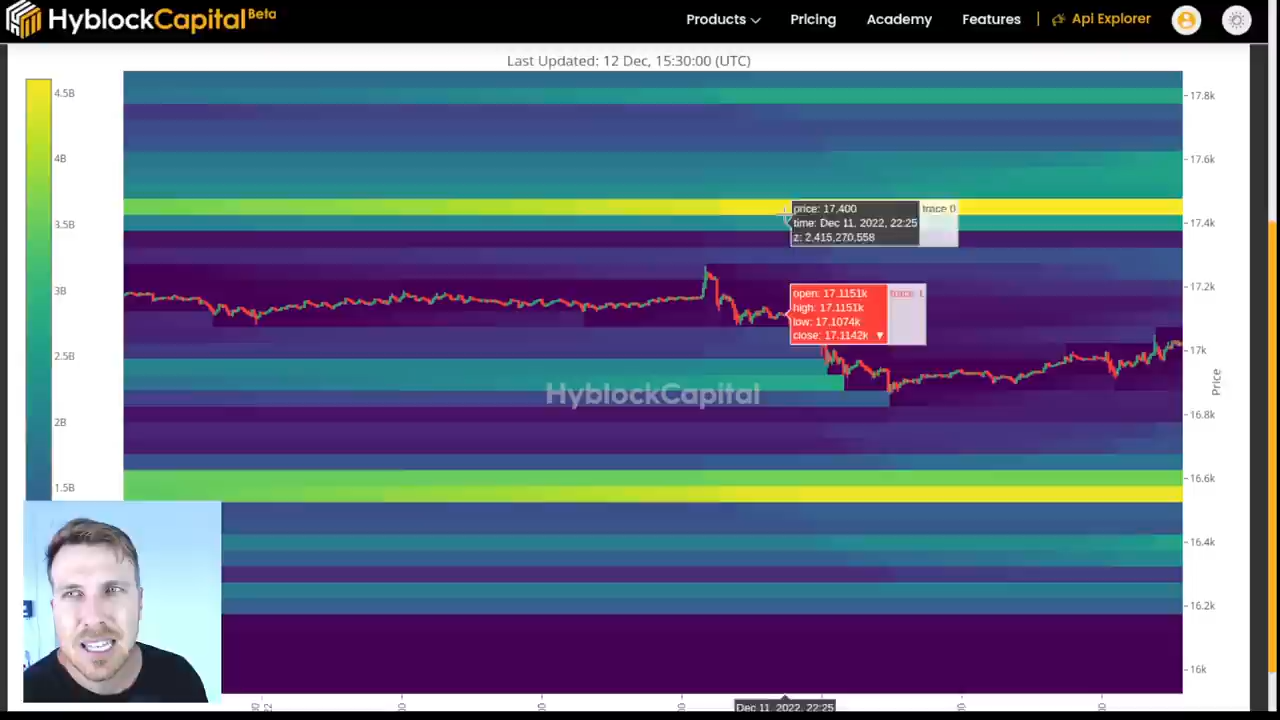 HyblockCapital Beta
Products Pricing Academy Features Api Explorer
Last Updated: 12 Dec, 15:30:00 (UTC)
4.5B
4B
3.5B
3B
2.5B
2B
1.5B
17.8k
17.6k
17.4k
17.2k
17k
16.8k
16.6k
16.4k
16.2k
16k
Price
price: 17,400
time: Dec 11, 2022, 22:25
z: 2,415,270,558
trace 0
open: 17.1151k
high: 17.1151k
low: 17.1074k
close: 17.1142k ▼
HyblockCapital
Dec 11, 2022, 22:25